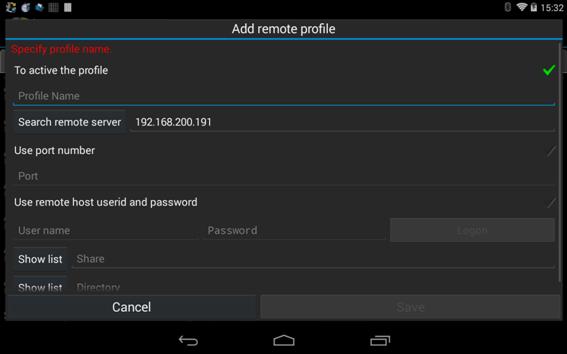 15:32
Add remote profile
Specify profile name.
To active the profile
Profile Name
Search remote server 192.168.200.191
Use port number
Port
Use remote host userid and password
User name Password Logon
Show list Share
Show list Directory
Cancel Save